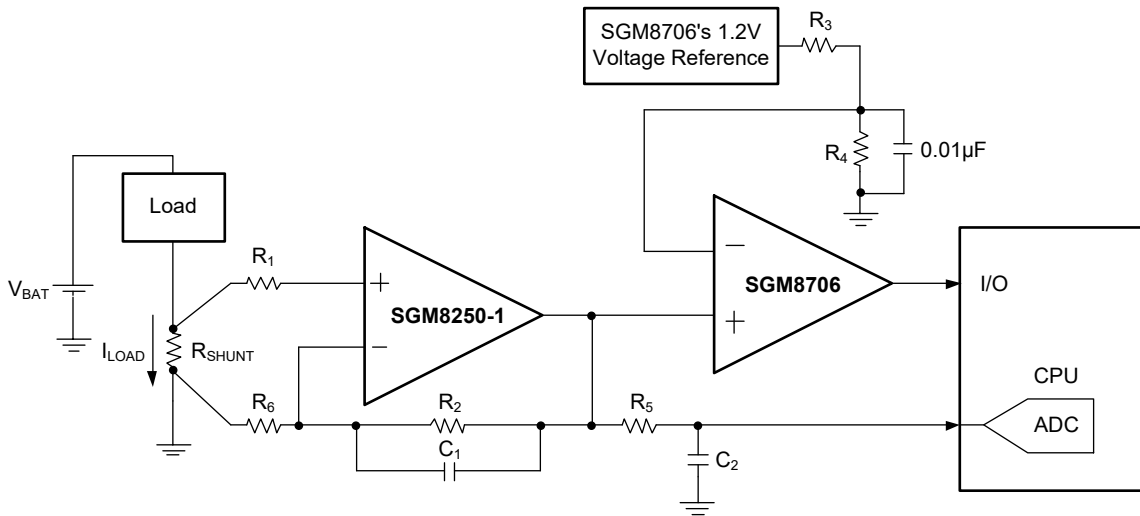 SGM8706's 1.2V
Voltage Reference
R3
R4
0.01µF
Load
VBAT
ILOAD
RSHUNT
R1
+
−
SGM8250-1
−
+
SGM8706
I/O
CPU
ADC
R6
R2
C1
R5
C2